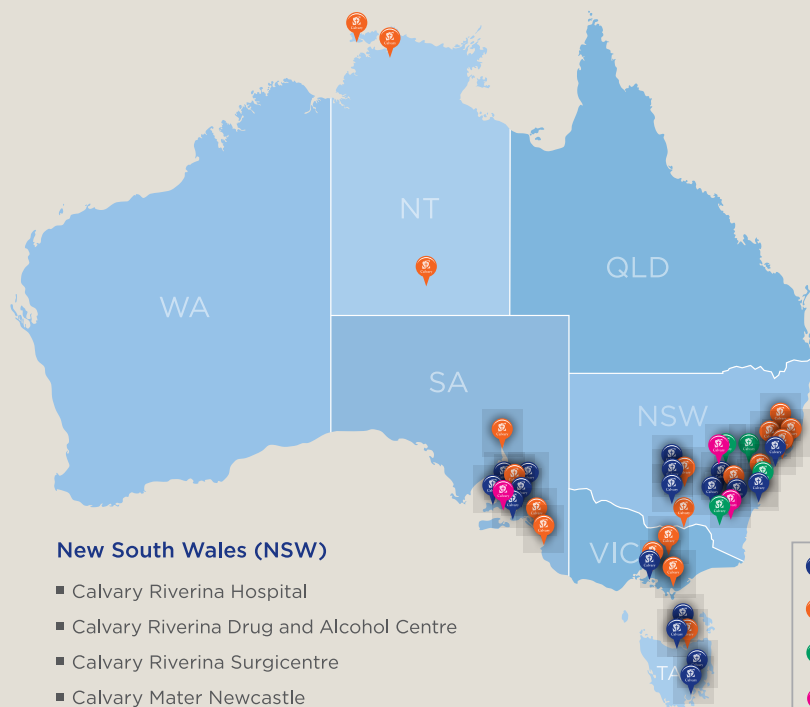 NT
QLD
WA
SA
NSW
VIC
New South Wales (NSW)
▪ Calvary Riverina Hospital
▪ Calvary Riverina Drug and Alcohol Centre
▪ Calvary Riverina Surgicentre
▪ Calvary Mater Newcastle